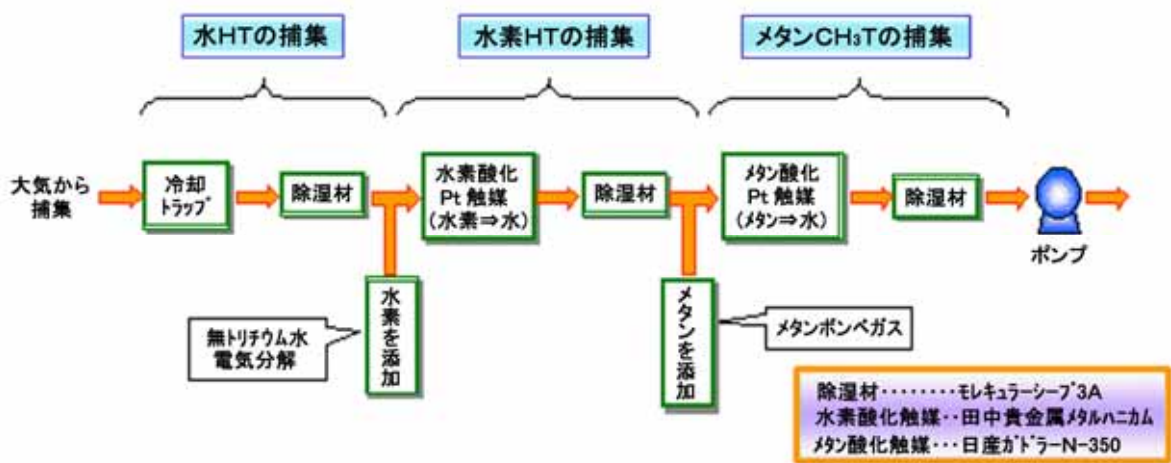 水HTの捕集
水素HTの捕集
メタンCH₃Tの捕集
大気から
捕集
冷却
トラップ
除湿材
水素酸化
Pt 触媒
(水素⇒水)
除湿材
メタン酸化
Pt 触媒
(メタン⇒水)
除湿材
ポンプ
無トリチウム水
電気分解
水素を添加
メタンを添加
メタンボンベガス
除湿材‥‥‥‥モレキュラーシーブ3A
水素酸化触媒‥田中貴金属メタルハニカム
メタン酸化触媒‥・日産ガドラーN-350